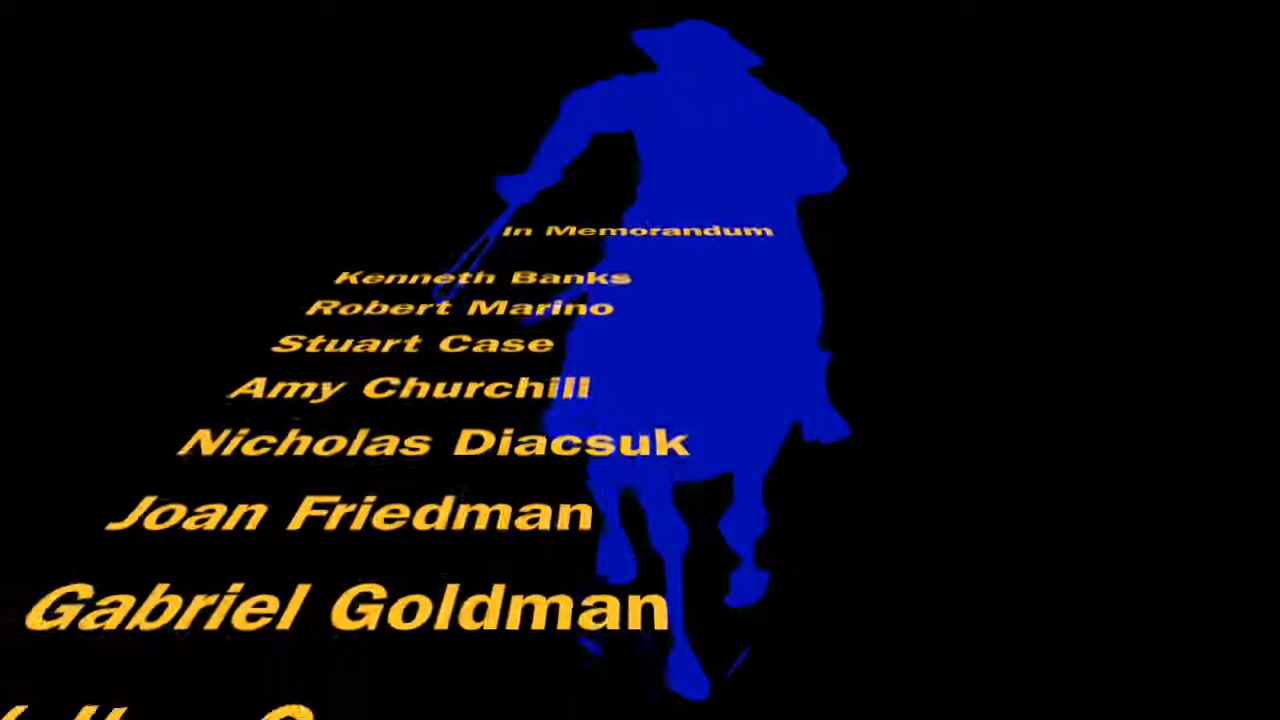 In Memorandum
Kenneth Banks
Robert Marino
Stuart Case
Amy Churchill
Nicholas Diacsuk
Joan Friedman
Gabriel Goldman